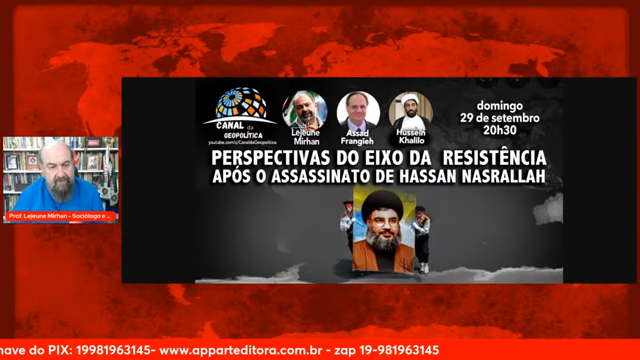 CANAL da
GEOPOLÍTICA
youtube.com/c/CanaldaGeopolitica
Lejeune
Mirhan
Assad
Frangieh
Hussein
Khalilo
domingo
29 de setembro
20h30
PERSPECTIVAS DO EIXO DA RESISTÊNCIA
APÓS O ASSASSINATO DE HASSAN NASRALLAH
Prof. Lejeune Mirhan - Sociólogo e ...
nave do PIX: 19981963145- www.apparteditora.com.br - zap 19-981963145